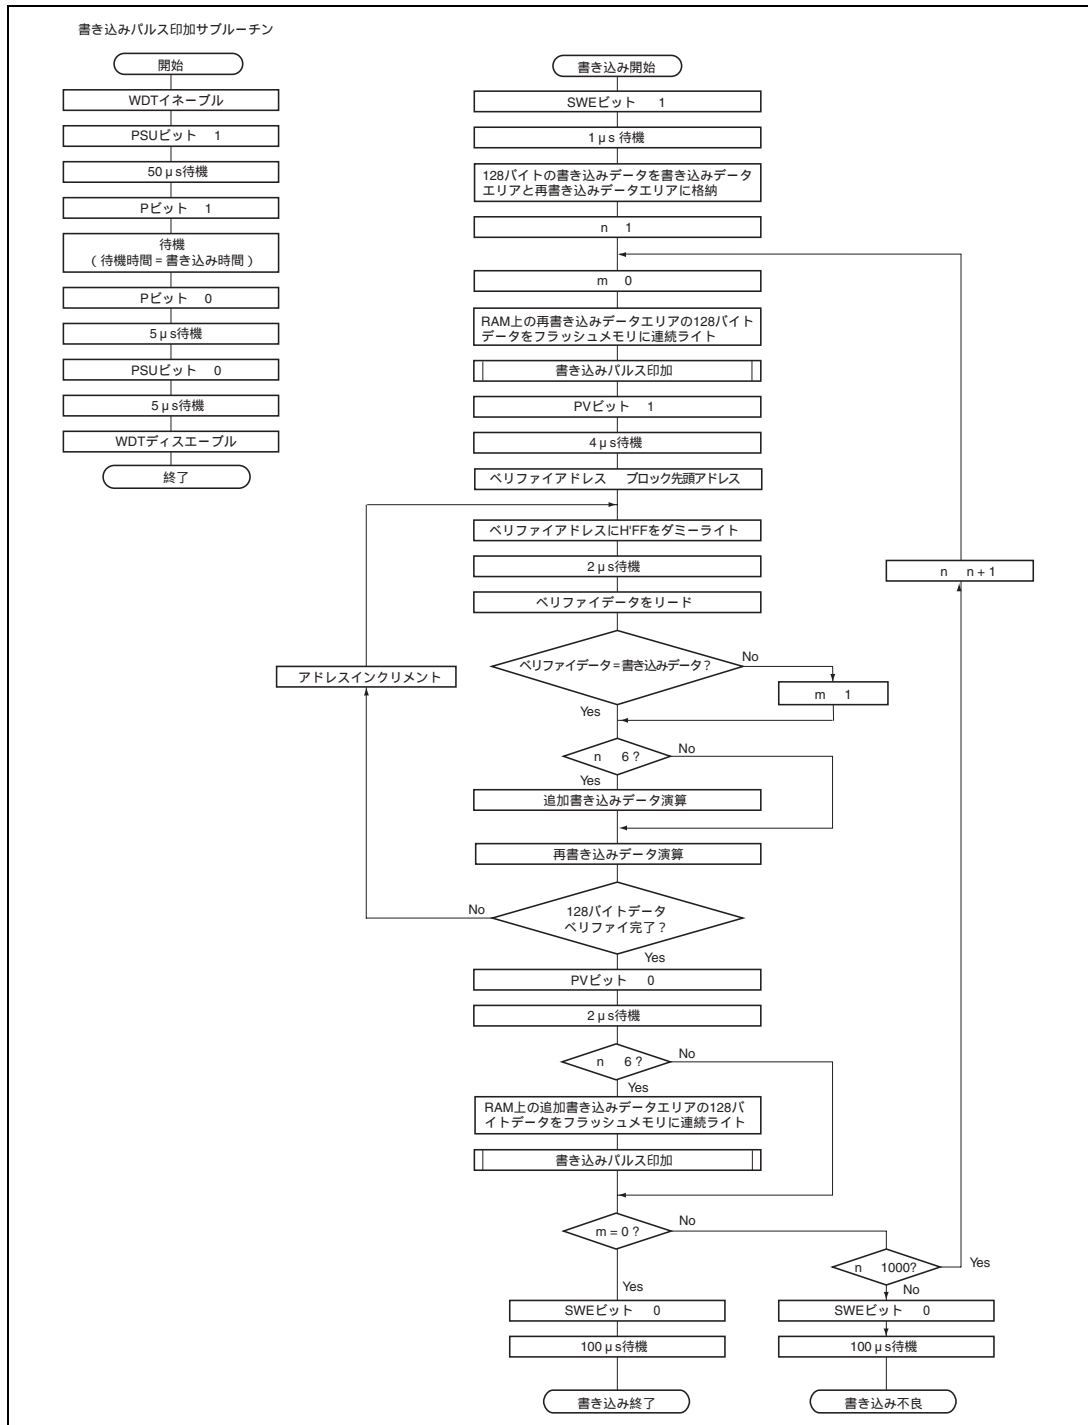 書き込みパルス印加サブルーチン
開始
WDTイネーブル
PSUビット 1
50μs待機
Pビット 1
待機
(待機時間=書き込み時間)
Pビット 0
5μs待機
PSUビット 0
5μs待機
WDTディスエーブル
終了
書き込み開始
SWEビット 1
1μs 待機
128バイトの書き込みデータを書き込みデータ
エリアと再書き込みデータエリアに格納
n 1
m 0
RAM上の再書き込みデータエリアの128バイト
データをフラッシュメモリに連続ライト
書き込みパルス印加
PVビット 1
4μs待機
ベリファイアドレス ブロック先頭アドレス
ベリファイアドレスにH'FFをダミーライト
2μs待機
n n+1
ベリファイデータをリード
ベリファイデータ=書き込みデータ?
No
アドレスインクリメント
m 1
Yes
n 6?
No
Yes
追加書き込みデータ演算
再書き込みデータ演算
No
128バイトデータ
ベリファイ完了?
Yes
PVビット 0
2μs待機
n 6?
No
Yes
RAM上の追加書き込みデータエリアの128バ
イトデータをフラッシュメモリに連続ライト
書き込みパルス印加
m=0?
No
n 1000?
Yes
Yes
No
SWEビット 0
SWEビット 0
100μs待機
100μs待機
書き込み終了
書き込み不良